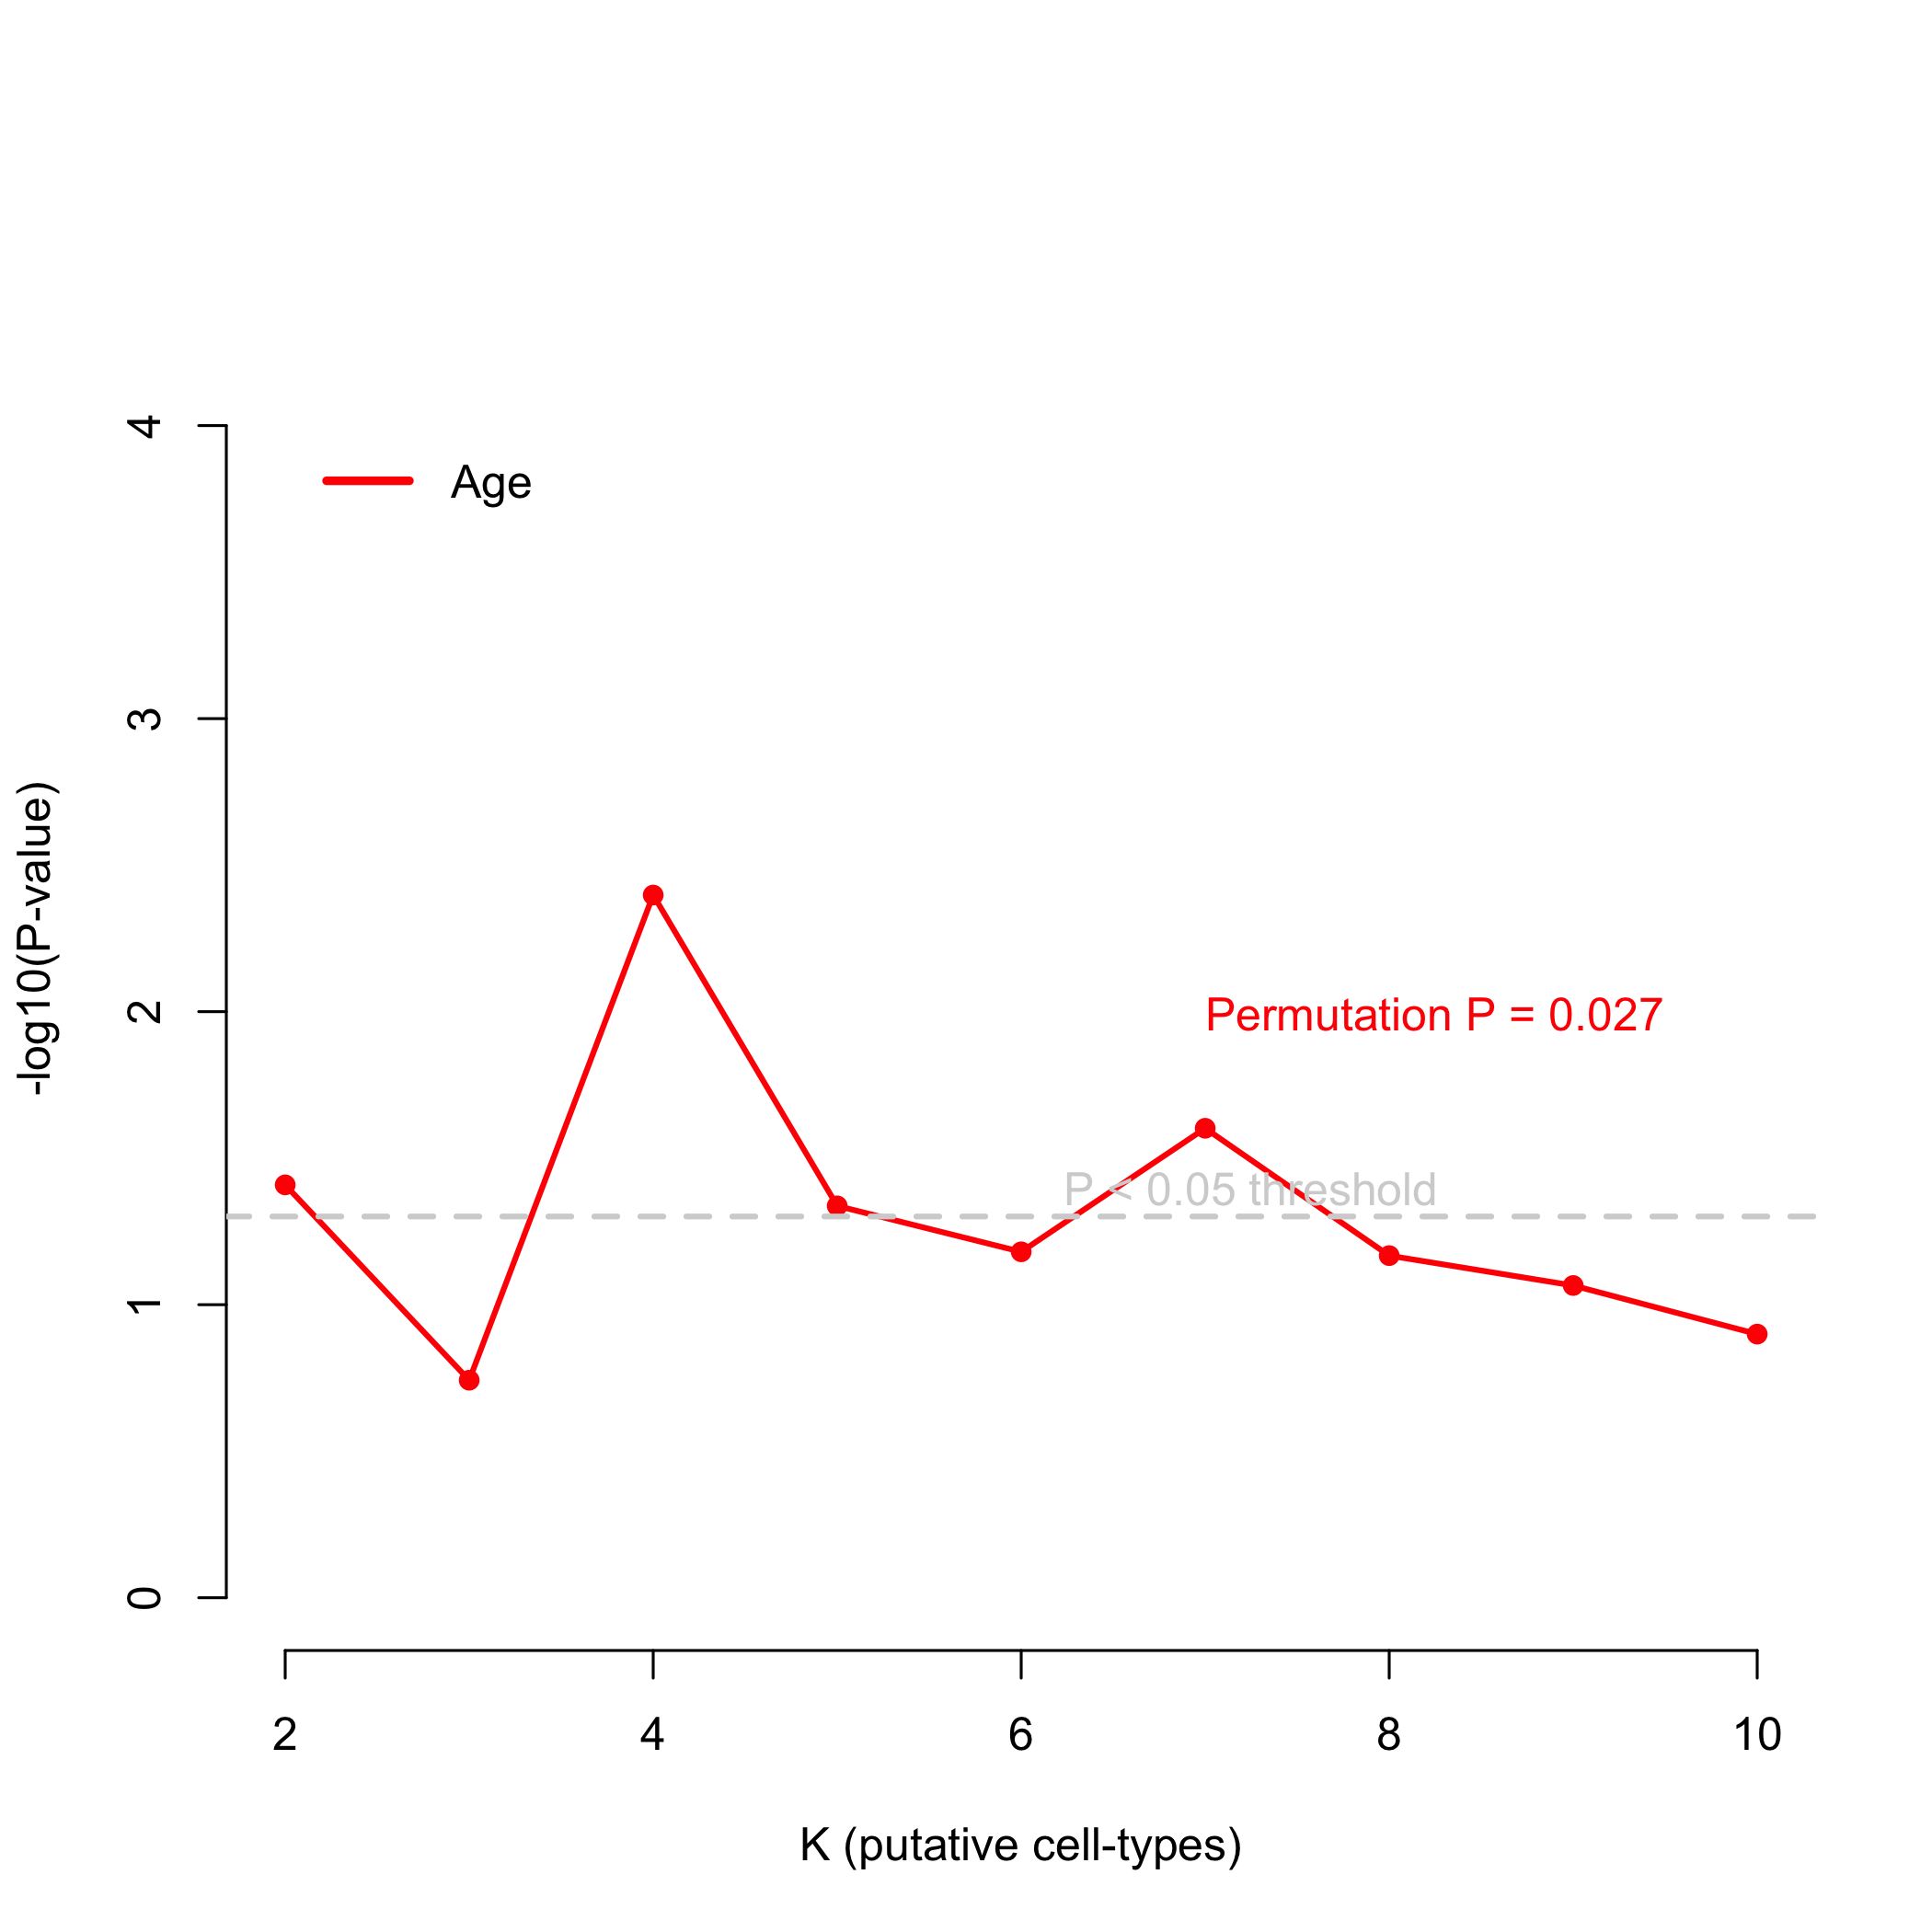 4
Age
3
-log10(P-value)
2
Permutation P = 0.027
P < 0.05 threshold
1
0
2
4
6
8
10
K (putative cell-types)